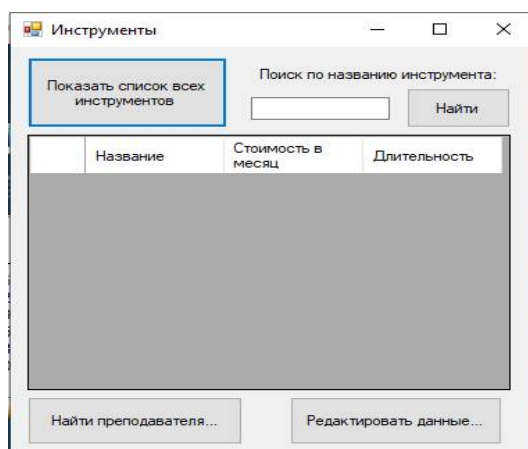 Инструменты
Показать список всех
инструментов
Поиск по названию инструмента:
Найти
Название
Стоимость в
месяц
Длительность
Найти преподавателя...
Редактировать данные...